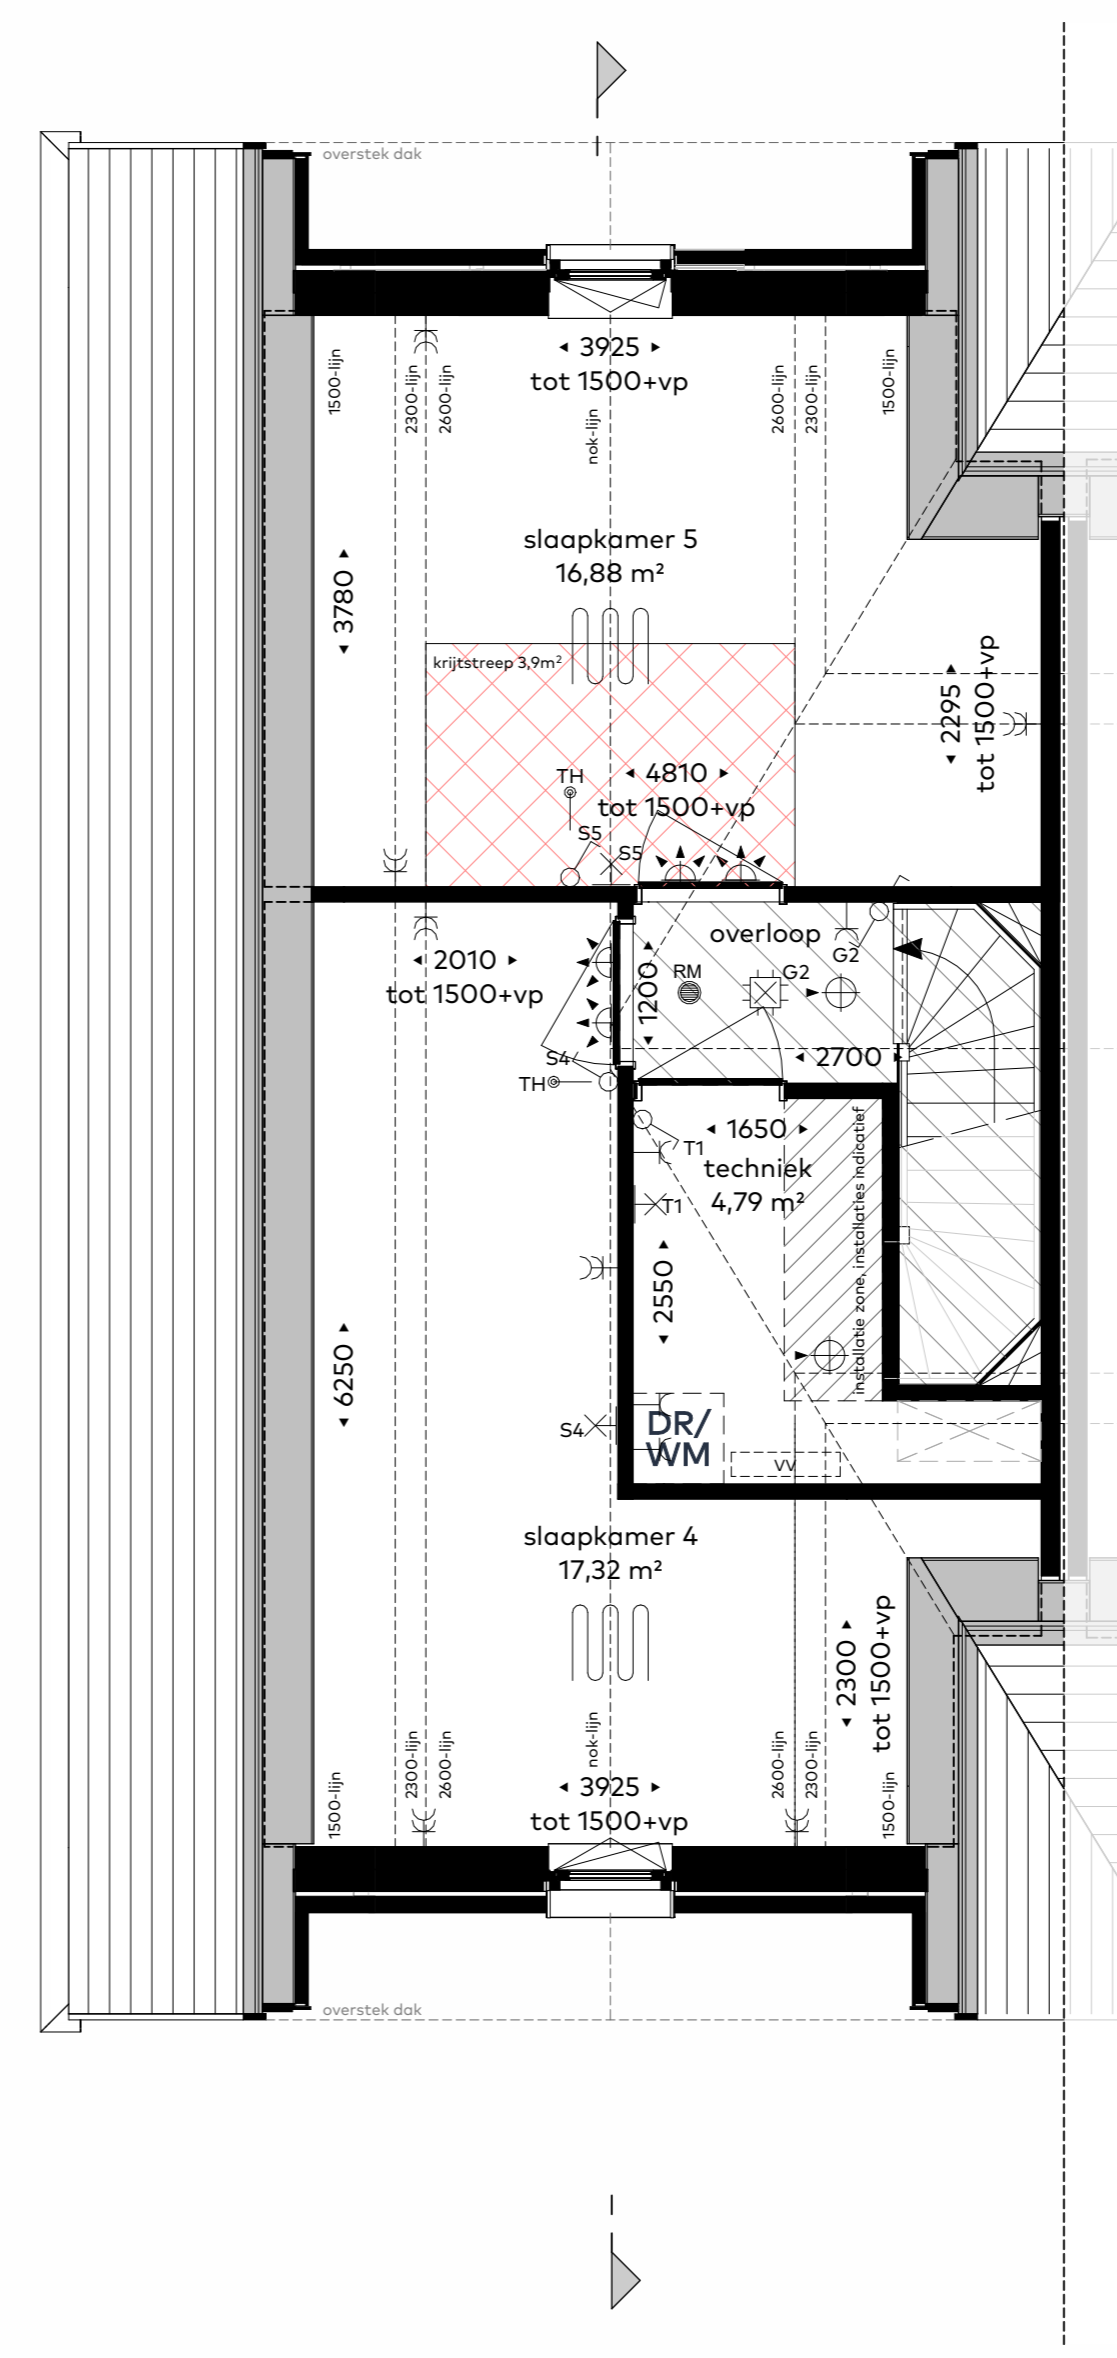 overstek dak
3925
tot 1500+vp
1500-lijn
2300-lijn
2600-lijn
nok-lijn
2600-lijn
2300-lijn
1500-lijn
slaapkamer 5
16,88 m²
3780
krijtstreep 3,9m²
2295
tot 1500+vp
TH
4810
tot 1500+vp
S5
S5
overloop
2010
tot 1500+vp
1200
RM
G2
G2
2700
S4
TH
1650
T1
techniek
4,79 m²
T1
installatie zone, installaties indicatief
2550
6250
S4
DR/
WM
VV
slaapkamer 4
17,32 m²
2300
tot 1500+vp
nok-lijn
1500-lijn
2300-lijn
2600-lijn
2600-lijn
2300-lijn
1500-lijn
3925
tot 1500+vp
overstek dak